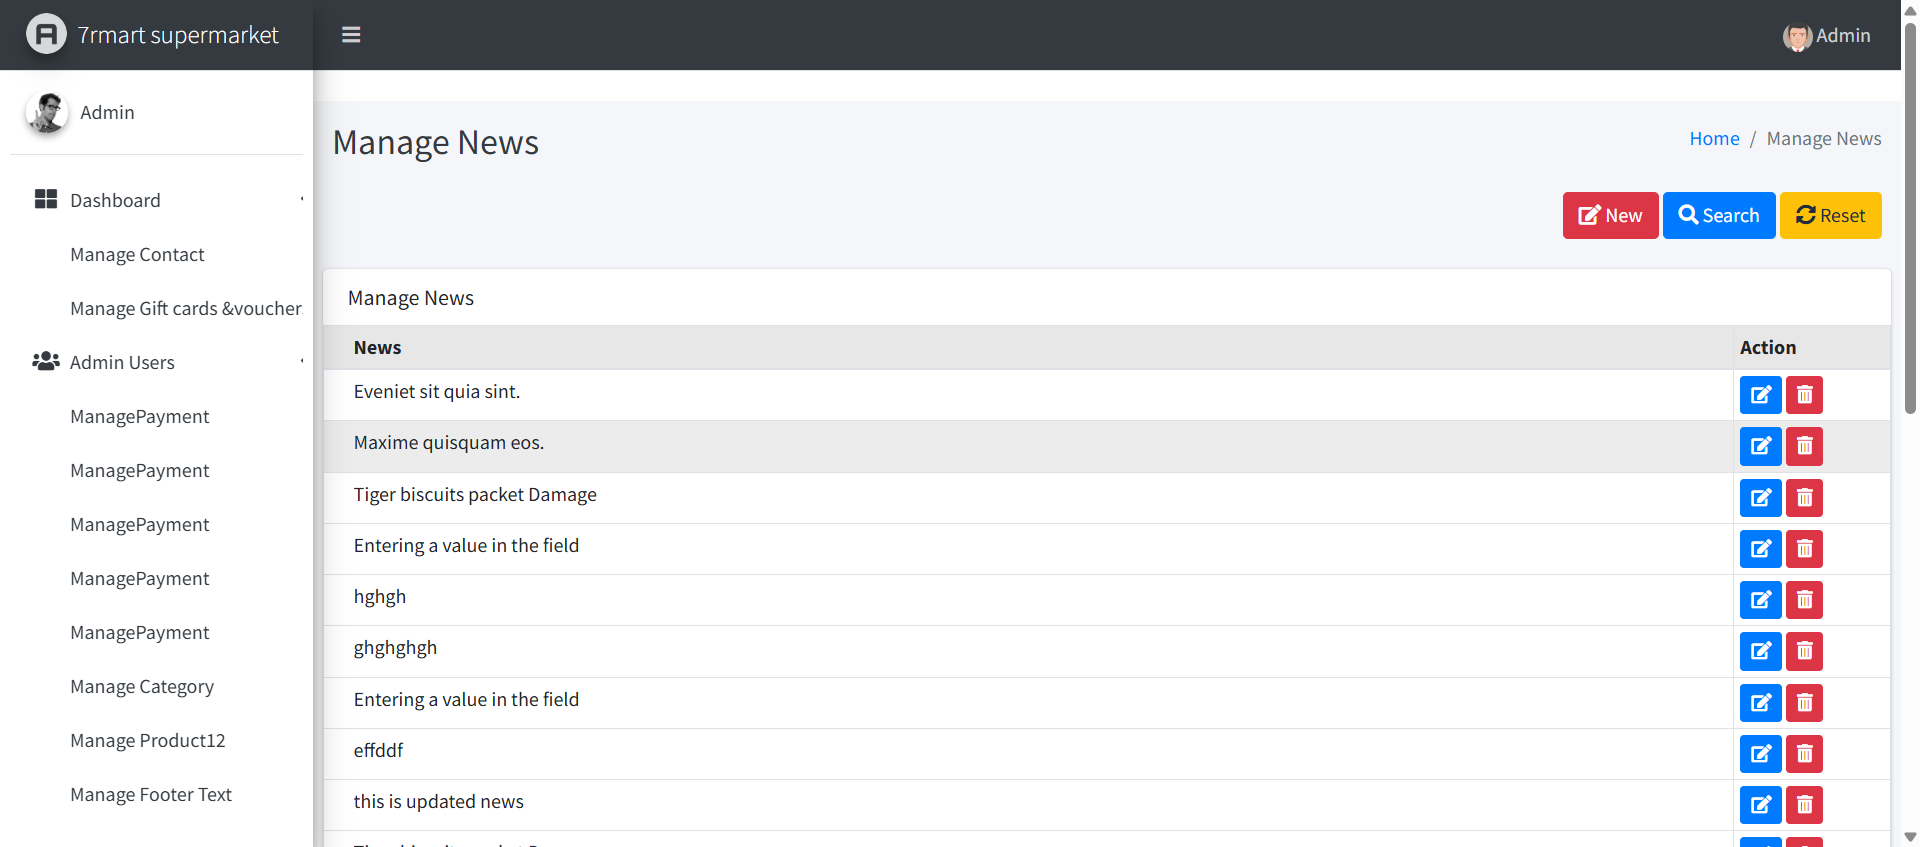 7rmart supermarket
Admin
Admin
Manage News
Home / Manage News
Dashboard
Manage Contact
Manage Gift cards &voucher
Admin Users
ManagePayment
ManagePayment
ManagePayment
ManagePayment
ManagePayment
Manage Category
Manage Product12
Manage Footer Text
New
Search
Reset
Manage News
News Action
Eveniet sit quia sint.
Maxime quisquam eos.
Tiger biscuits packet Damage
Entering a value in the field
hghgh
ghghghgh
Entering a value in the field
effddf
this is updated news